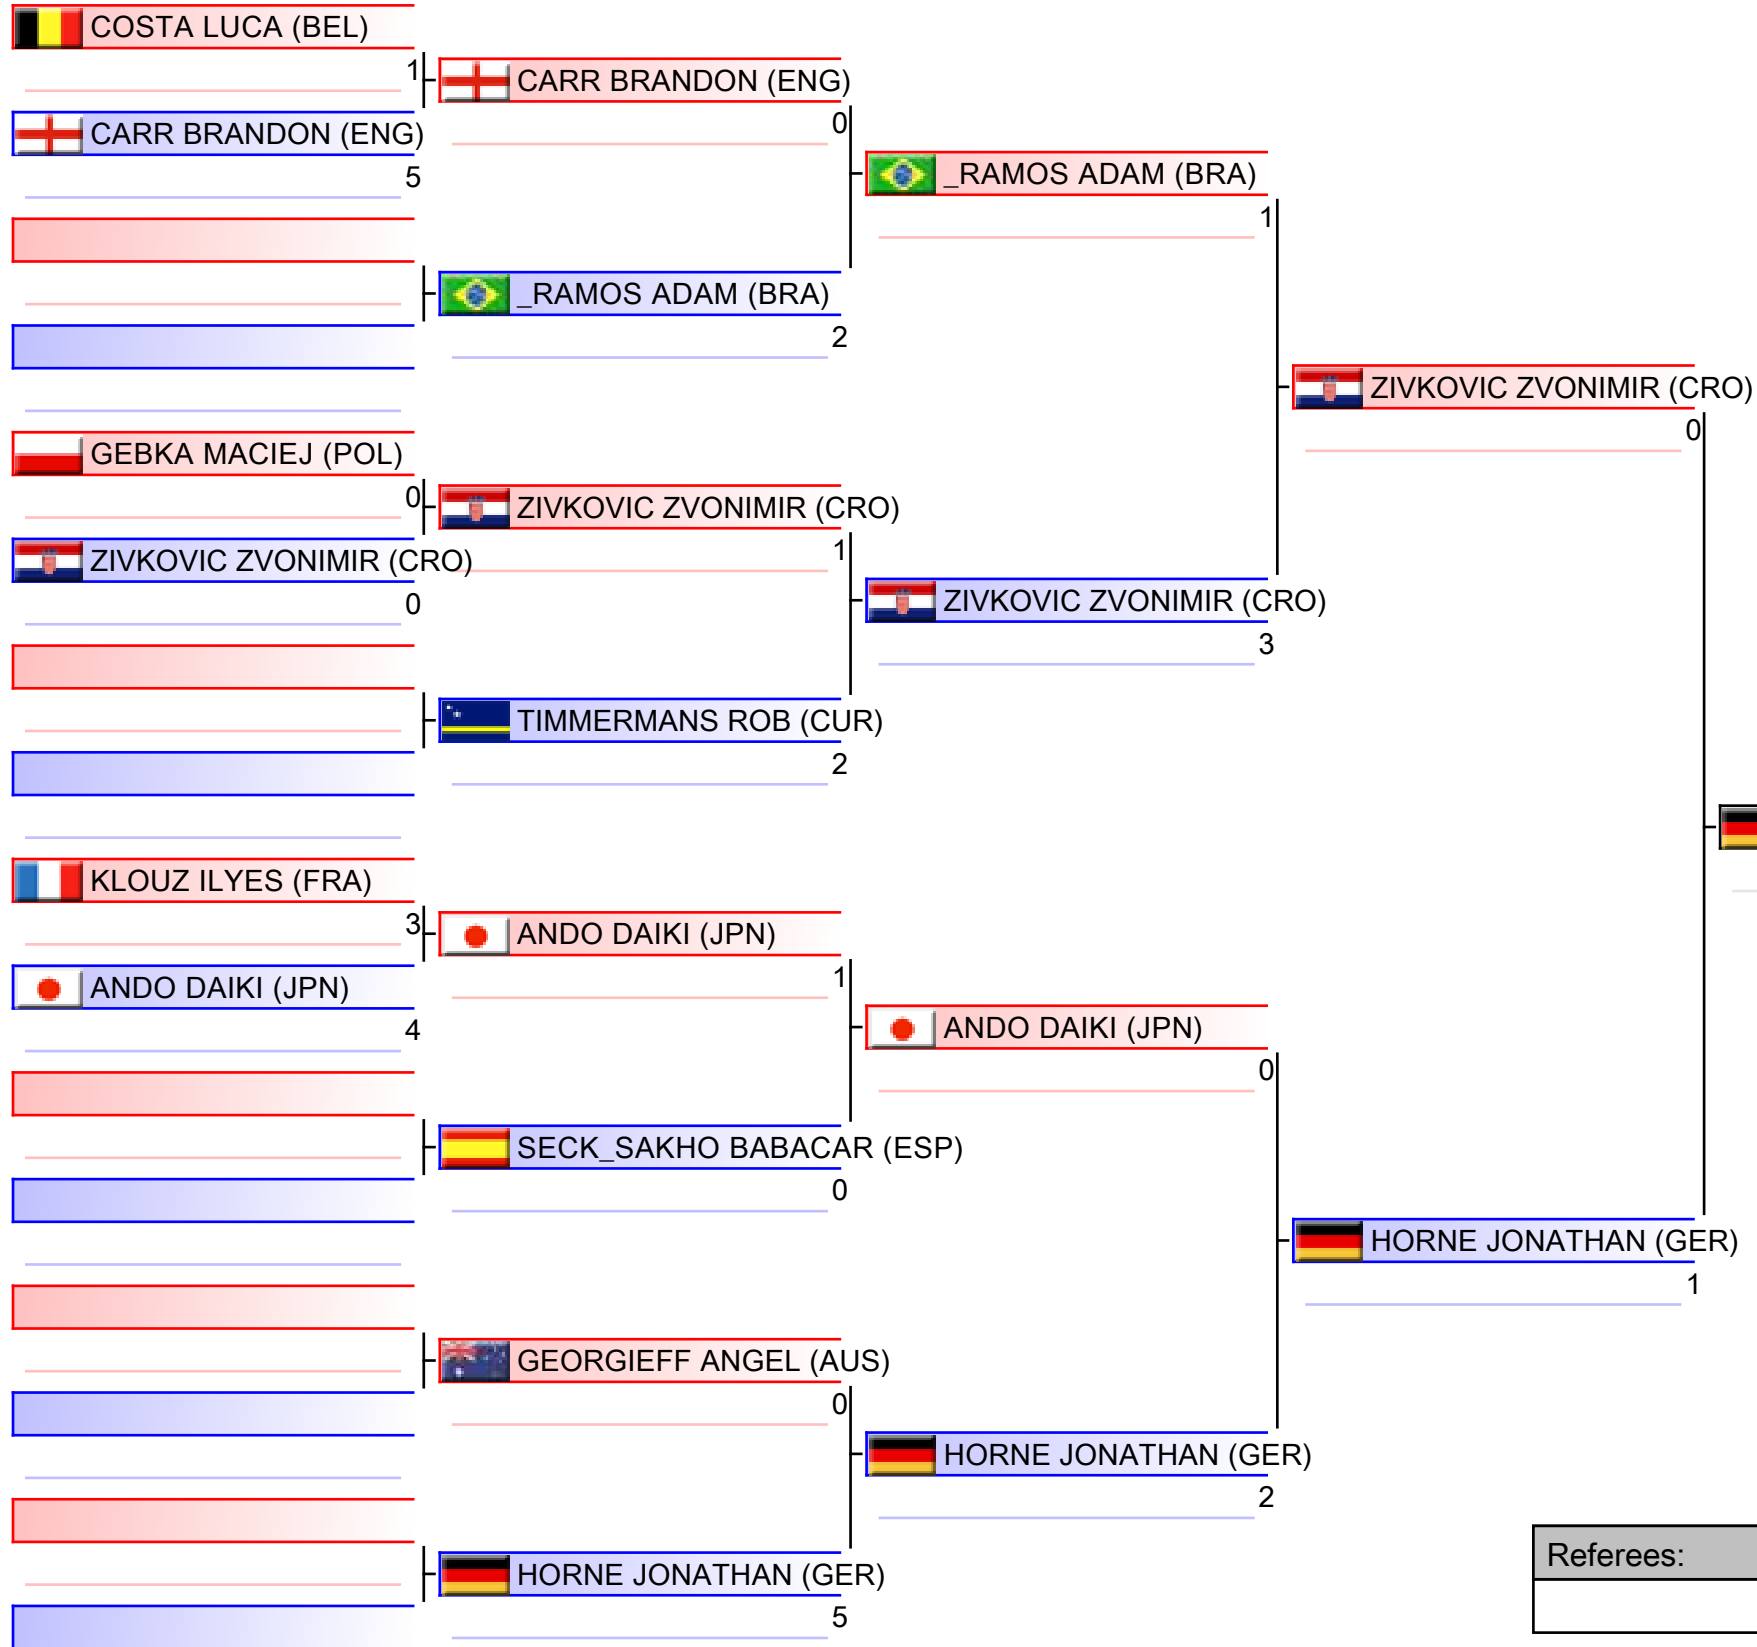 COSTA LUCA (BEL)
1
CARR BRANDON (ENG)
5
CARR BRANDON (ENG)
0
_RAMOS ADAM (BRA)
2
_RAMOS ADAM (BRA)
1
GEBKA MACIEJ (POL)
0
ZIVKOVIC ZVONIMIR (CRO)
0
ZIVKOVIC ZVONIMIR (CRO)
1
TIMMERMANS ROB (CUR)
2
ZIVKOVIC ZVONIMIR (CRO)
3
ZIVKOVIC ZVONIMIR (CRO)
0
KLOUZ ILYES (FRA)
3
ANDO DAIKI (JPN)
4
ANDO DAIKI (JPN)
1
SECK_SAKHO BABACAR (ESP)
0
ANDO DAIKI (JPN)
0
GEORGIEFF ANGEL (AUS)
0
HORNE JONATHAN (GER)
5
HORNE JONATHAN (GER)
2
HORNE JONATHAN (GER)
1
Referees: